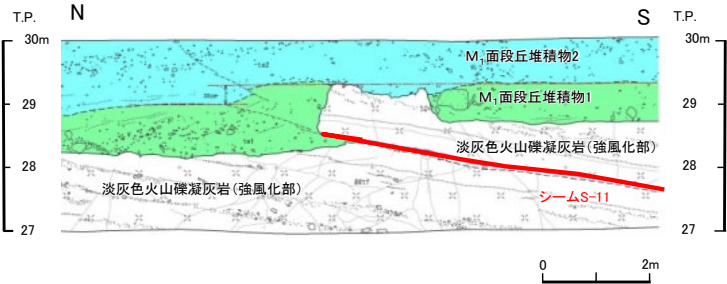 T.P. N S T.P.
30m 30m
M₁面段丘堆積物2
29 M₁面段丘堆積物1 29
淡灰色火山礫凝灰岩(強風化部)
28 28
淡灰色火山礫凝灰岩(強風化部)
シームS-11
27 27
0 2m